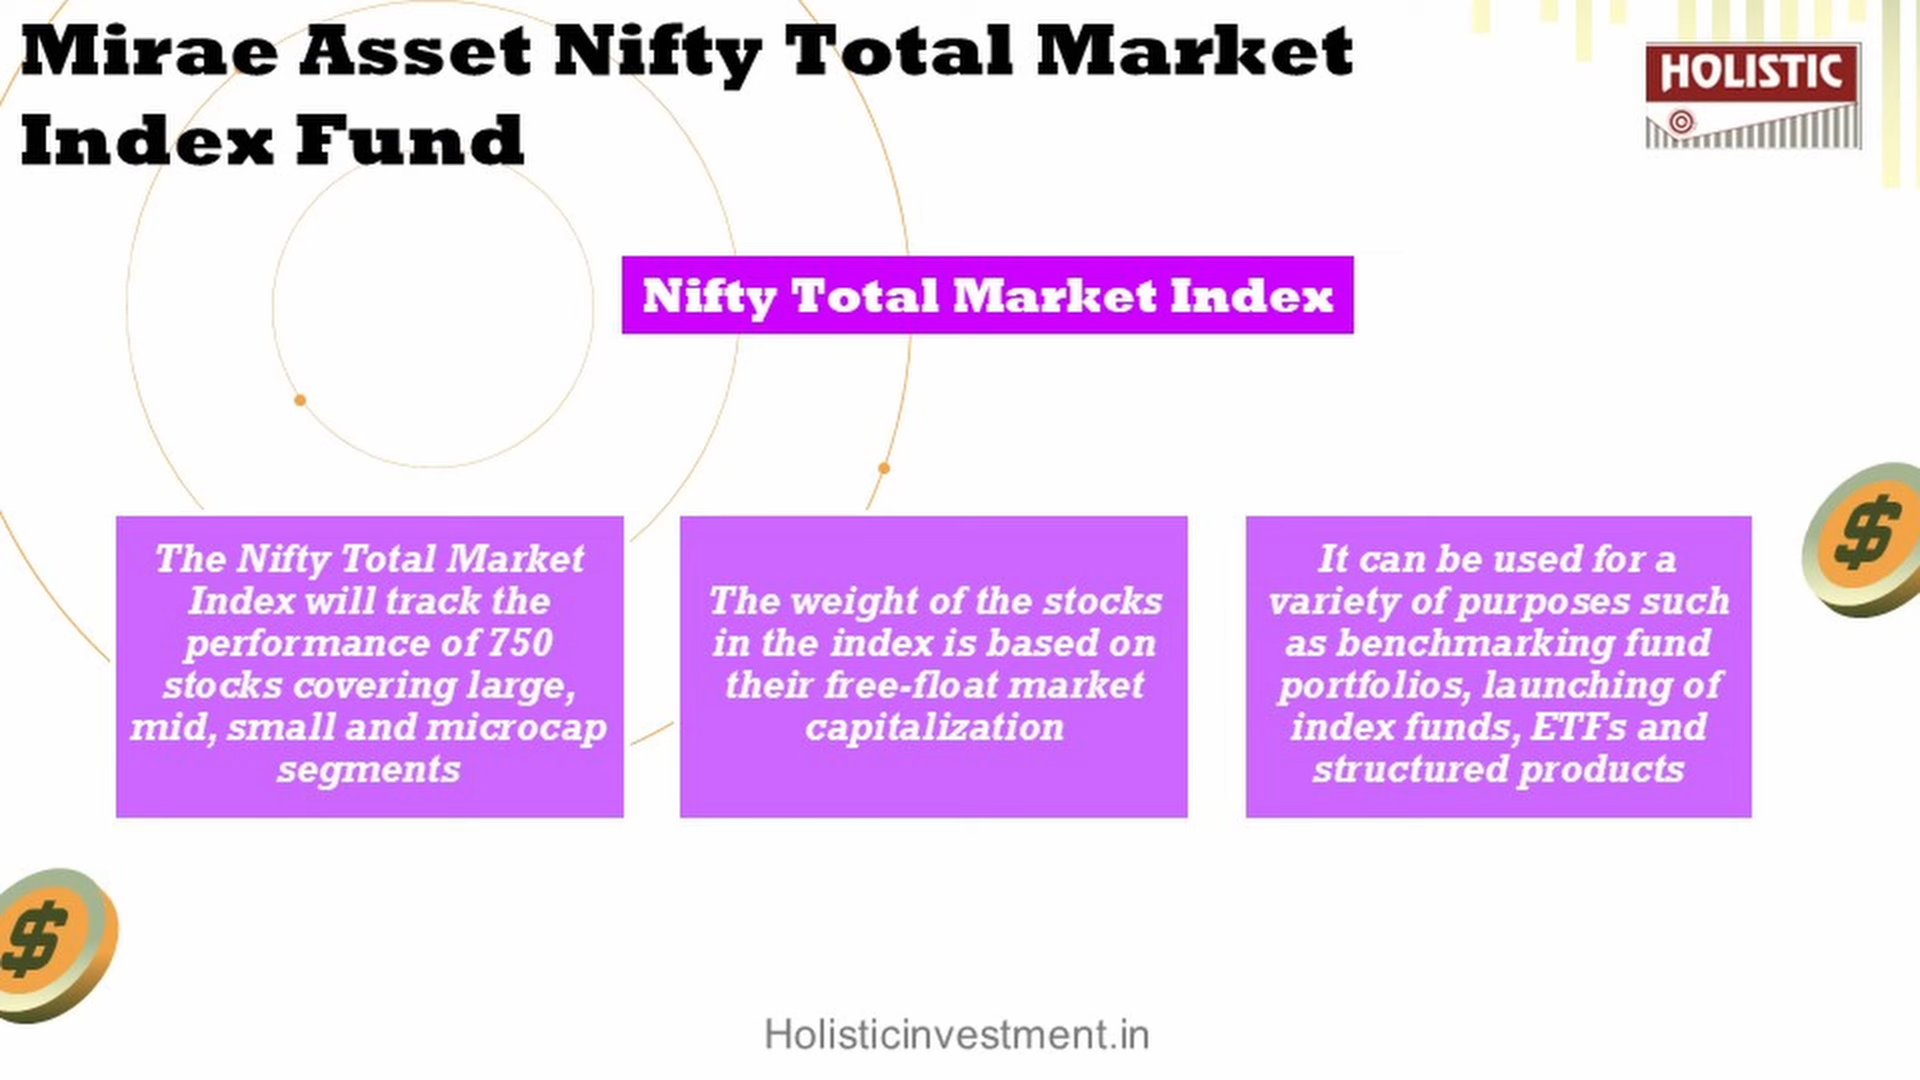 Mirae Asset Nifty Total Market
Index Fund
HOLISTIC
Nifty Total Market Index
The Nifty Total Market
Index will track the
performance of 750
stocks covering large,
mid, small and microcap
segments
The weight of the stocks
in the index is based on
their free-float market
capitalization
It can be used for a
variety of purposes such
as benchmarking fund
portfolios, launching of
index funds, ETFs and
structured products
$
$
Holisticinvestment.in